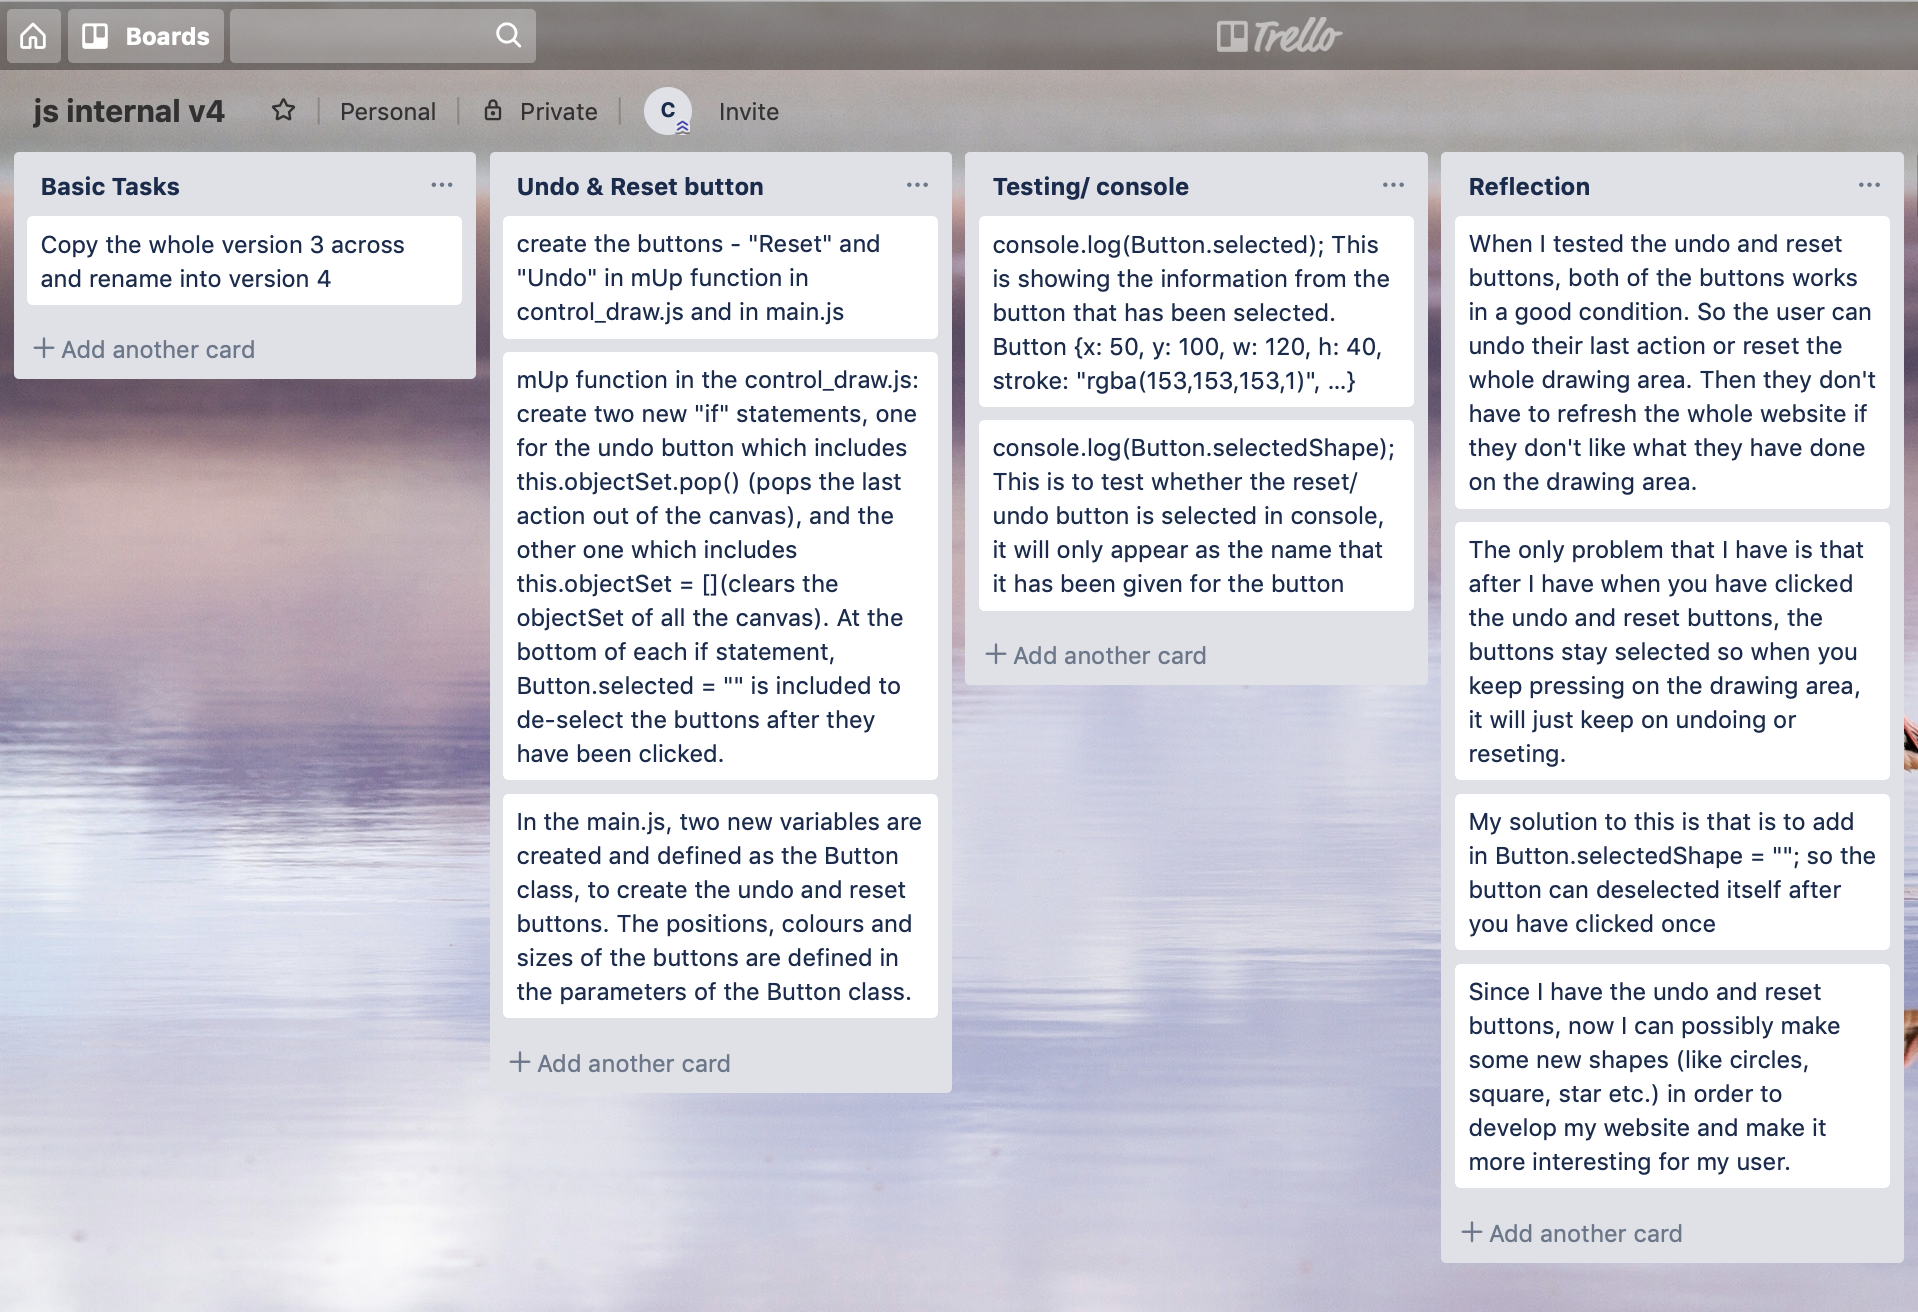 Boards
Trello
js internal v4
Personal
Private
C
Invite
Basic Tasks
Copy the whole version 3 across
and rename into version 4
Add another card
Undo & Reset button
create the buttons - "Reset" and
"Undo" in mUp function in
control_draw.js and in main.js
mUp function in the control_draw.js:
create two new "if" statements, one
for the undo button which includes
this.objectSet.pop() (pops the last
action out of the canvas), and the
other one which includes
this.objectSet = [](clears the
objectSet of all the canvas). At the
bottom of each if statement,
Button.selected = "" is included to
de-select the buttons after they
have been clicked.
In the main.js, two new variables are
created and defined as the Button
class, to create the undo and reset
buttons. The positions, colours and
sizes of the buttons are defined in
the parameters of the Button class.
Add another card
Testing/ console
console.log(Button.selected); This
is showing the information from the
button that has been selected.
Button {x: 50, y: 100, w: 120, h: 40,
stroke: "rgba(153,153,153,1)", …}
console.log(Button.selectedShape);
This is to test whether the reset/
undo button is selected in console,
it will only appear as the name that
it has been given for the button
Add another card
Reflection
When I tested the undo and reset
buttons, both of the buttons works
in a good condition. So the user can
undo their last action or reset the
whole drawing area. Then they don't
have to refresh the whole website if
they don't like what they have done
on the drawing area.
The only problem that I have is that
after I have when you have clicked
the undo and reset buttons, the
buttons stay selected so when you
keep pressing on the drawing area,
it will just keep on undoing or
reseting.
My solution to this is that is to add
in Button.selectedShape = ""; so the
button can deselected itself after
you have clicked once
Since I have the undo and reset
buttons, now I can possibly make
some new shapes (like circles,
square, star etc.) in order to
develop my website and make it
more interesting for my user.
Add another card